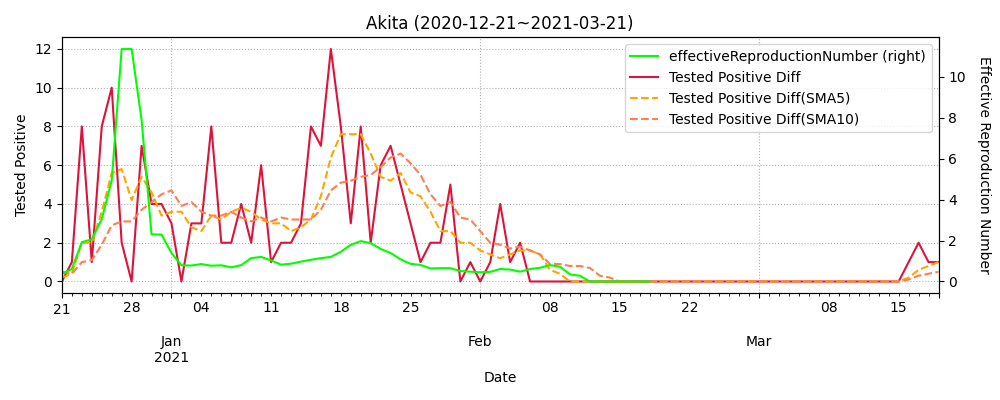 Akita (2020-12-21~2021-03-21)
effectiveReproductionNumber (right)
Tested Positive Diff
Tested Positive Diff(SMA5)
Tested Positive Diff(SMA10)
Tested Positive
12
10
8
6
4
2
0
Effective Reproduction Number
10
8
6
4
2
0
21 28 04 11 18 25 08 15 22 08 15
Jan Feb Mar
2021
Date